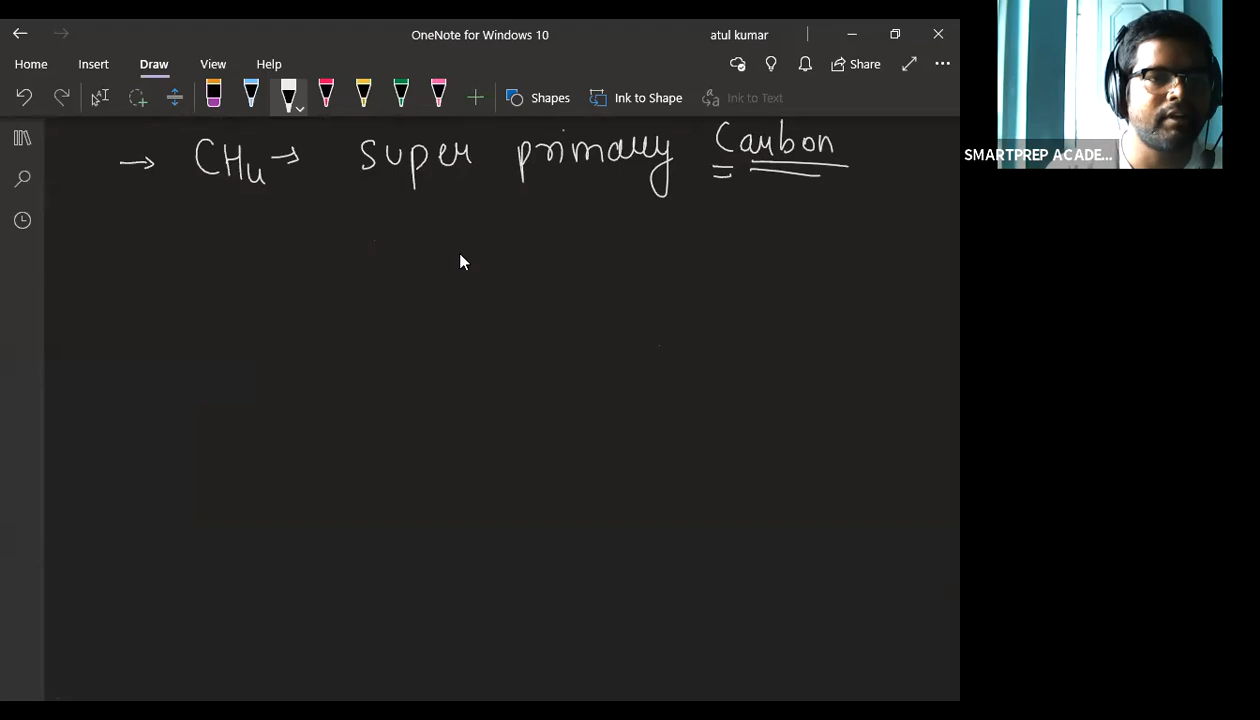 OneNote for Windows 10
atul kumar
Home Insert Draw View Help
Share
Shapes
Ink to Shape
Ink to Text
→ CH4 → Super primary Carbon
SMARTPREP ACADE...